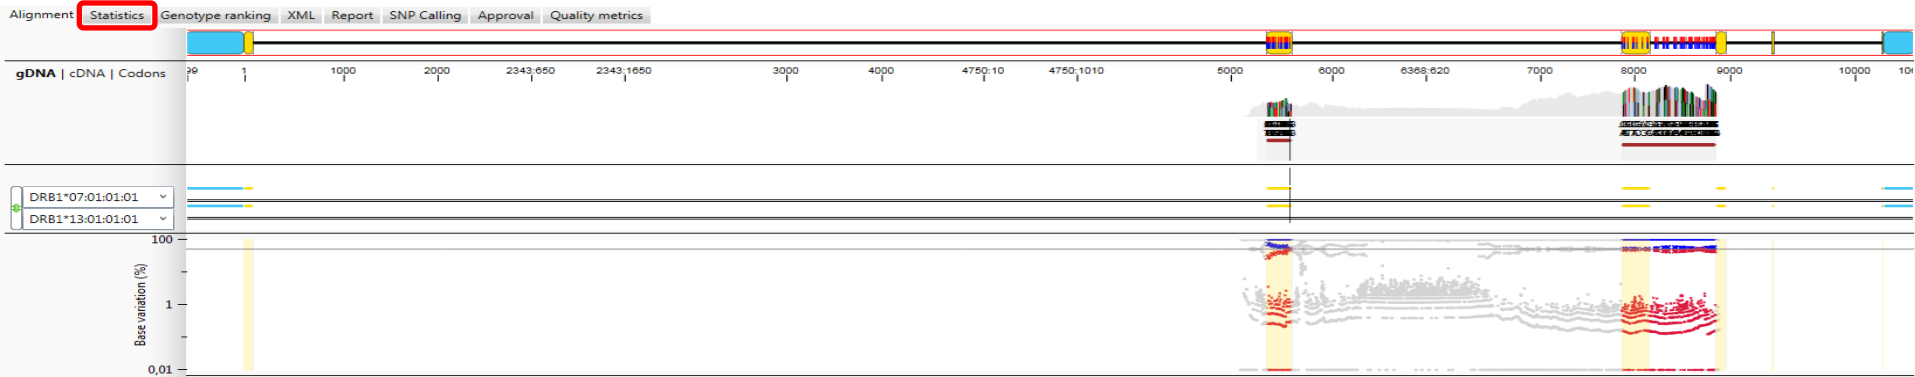 Alignment Statistics Genotype ranking XML Report SNP Calling Approval Quality metrics
gDNA | cDNA | Codons 99 1 1000 2000 2343:650 2343:1650 3000 4000 4750:10 4750:1010 5000 6000 6368:620 7000 8000 9000 10000 10
DRB1*07:01:01:01
DRB1*13:01:01:01
100
Base variation (%)
1
0,01